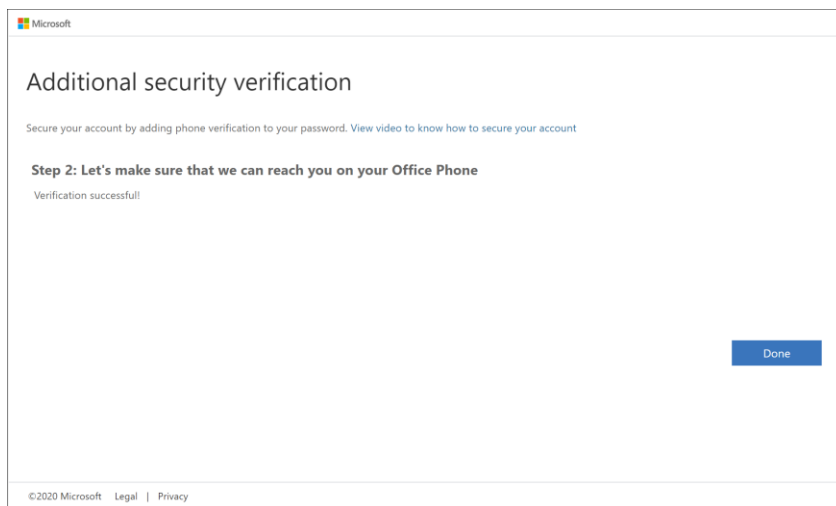 Microsoft
Additional security verification
Secure your account by adding phone verification to your password. View video to know how to secure your account
Step 2: Let's make sure that we can reach you on your Office Phone
Verification successful!
Done
©2020 Microsoft Legal | Privacy